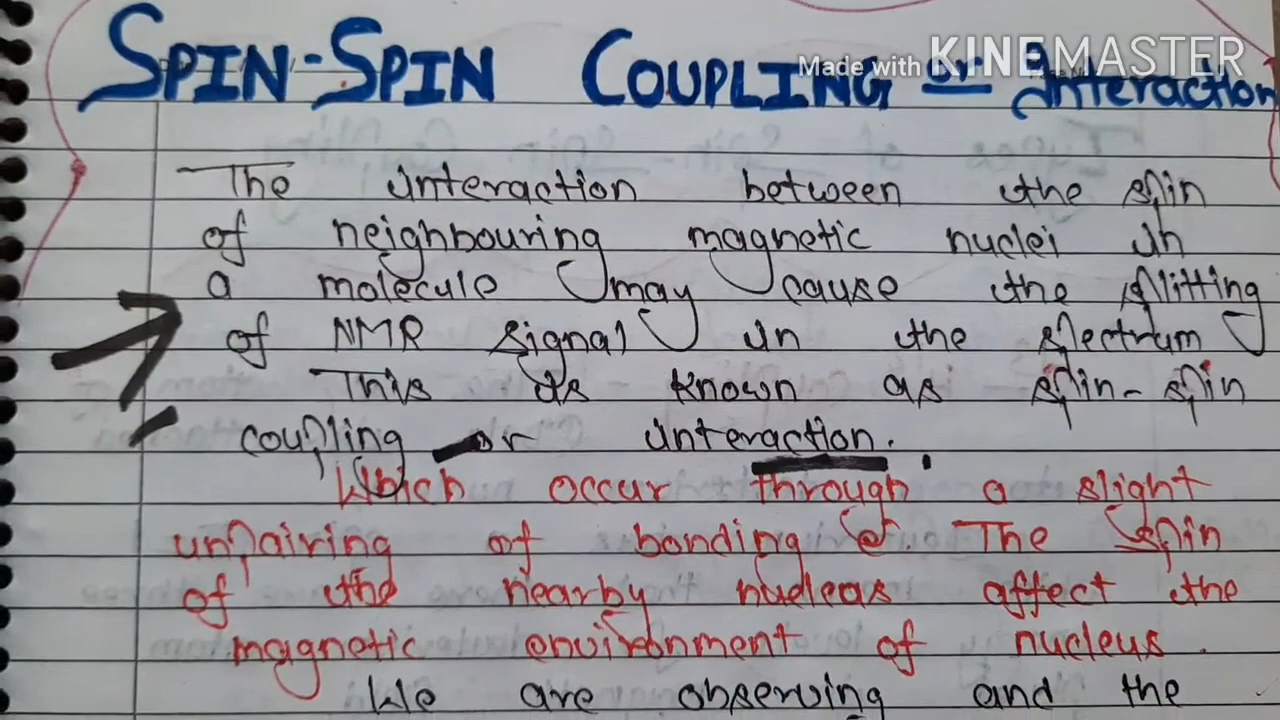 SPIN-SPIN COUPLING or Interaction
Made with KINEMASTER
The interaction between the spin
of neighbouring magnetic nuclei in
a molecule may cause the splitting
of NMR signal in the spectrum
This is known as spin-spin
coupling or interaction.
Which occur through a slight
unpairing of bonding e. The spin
of the nearby nucleas affect the
magnetic environment of nucleus.
We are observing and the